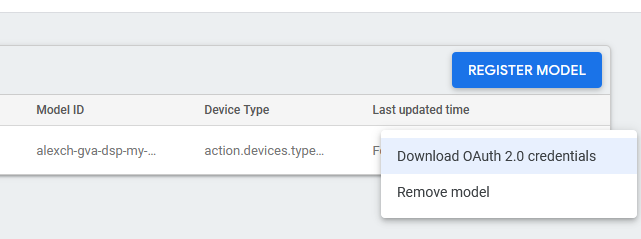 REGISTER MODEL
Model ID Device Type Last updated time
alexch-gva-dsp-my-... action.devices.type...
Download OAuth 2.0 credentials
Remove model